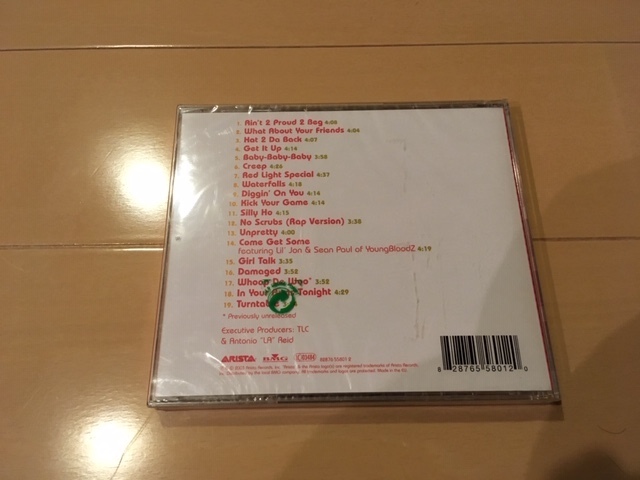 1. Ain't 2 Proud 2 Beg 4:08
2. What About Your Friends 4:04
3. Hat 2 Da Back 4:07
4. Get It Up 4:14
5. Baby-Baby-Baby 3:58
6. Creep 4:26
7. Red Light Special 4:37
8. Waterfalls 4:18
9. Diggin' On You 4:14
10. Kick Your Game 4:14
11. Silly Ho 4:15
12. No Scrubs (Rap Version) 3:38
13. Unpretty 4:00
14. Come Get Some
featuring Lil' Jon & Sean Paul of YoungBloodZ 4:19
15. Girl Talk 3:35
16. Damaged 3:52
17. Whoop De Woo* 3:52
18. In Your Tonight 4:29
19.
* Previously unreleased
Executive Producers: TLC
& Antonio "LA" Reid
ARISTA BMG
8 28765 58012 0